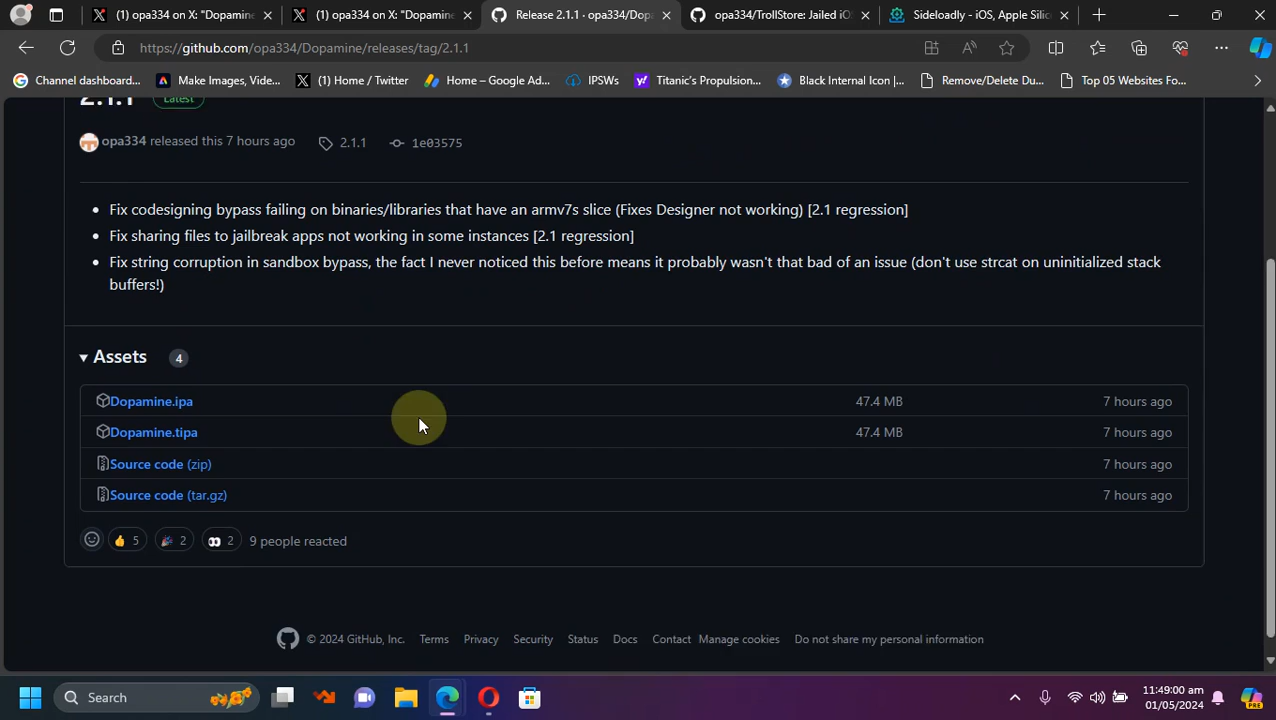 (1) opa334 on X: "Dopamine
(1) opa334 on X: "Dopamine
Release 2.1.1 · opa334/Dopa
opa334/TrollStore: Jailed iO
Sideloadly - iOS, Apple Silic
https://github.com/opa334/Dopamine/releases/tag/2.1.1
Channel dashboard...
Make Images, Vide...
(1) Home / Twitter
Home – Google Ad...
IPSWs
Titanic's Propulsion...
Black Internal Icon |...
Remove/Delete Du...
Top 05 Websites Fo...
2.1.1 Latest
opa334 released this 7 hours ago 2.1.1 1e03575
• Fix codesigning bypass failing on binaries/libraries that have an armv7s slice (Fixes Designer not working) [2.1 regression]
• Fix sharing files to jailbreak apps not working in some instances [2.1 regression]
• Fix string corruption in sandbox bypass, the fact I never noticed this before means it probably wasn't that bad of an issue (don't use strcat on uninitialized stack
buffers!)
Assets 4
Dopamine.ipa 47.4 MB 7 hours ago
Dopamine.tipa 47.4 MB 7 hours ago
Source code (zip) 7 hours ago
Source code (tar.gz) 7 hours ago
5 2 2 9 people reacted
© 2024 GitHub, Inc. Terms Privacy Security Status Docs Contact Manage cookies Do not share my personal information
Search
11:49:00 am
01/05/2024
PRE